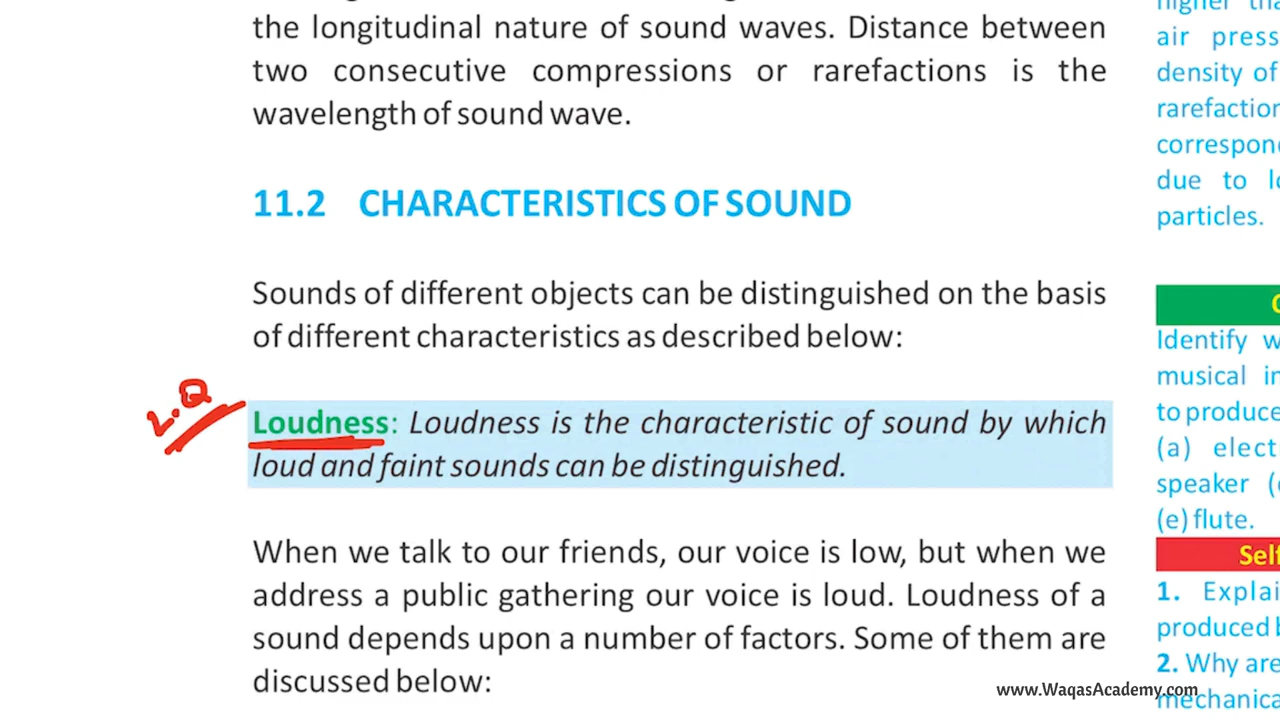 the longitudinal nature of sound waves. Distance between
two consecutive compressions or rarefactions is the
wavelength of sound wave.
11.2 CHARACTERISTICS OF SOUND
Sounds of different objects can be distinguished on the basis
of different characteristics as described below:
L.Q
Loudness: Loudness is the characteristic of sound by which
loud and faint sounds can be distinguished.
When we talk to our friends, our voice is low, but when we
address a public gathering our voice is loud. Loudness of a
sound depends upon a number of factors. Some of them are
discussed below:
higher tha
air press
density of
rarefaction
correspond
due to lo
particles.
Identify w
musical in
to produce
(a) elect
speaker (
(e) flute.
Self
1. Explai
produced b
2. Why are
mechanica
www.WaqasAcademy.com